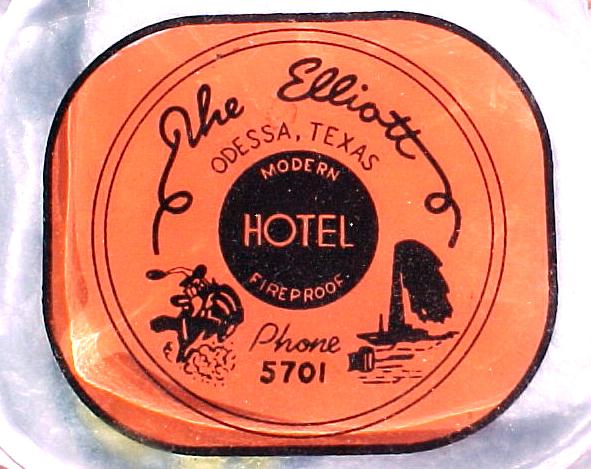 The Elliott
ODESSA, TEXAS
MODERN
HOTEL
FIREPROOF
Phone
5701